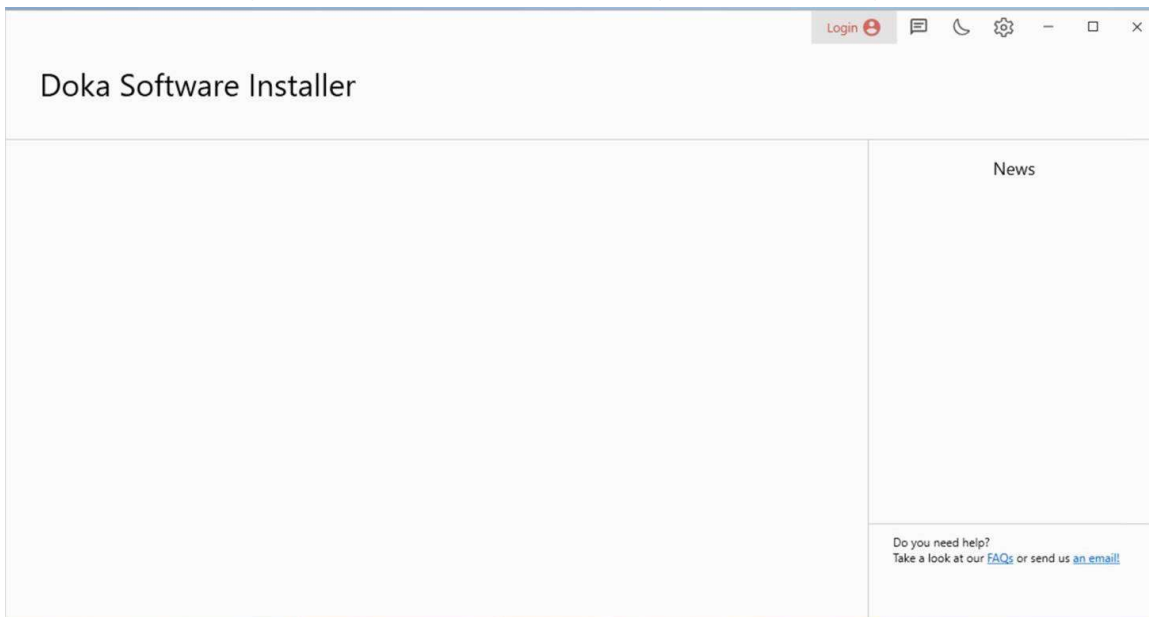 Login
Doka Software Installer
News
Do you need help?
Take a look at our FAQs or send us an email!